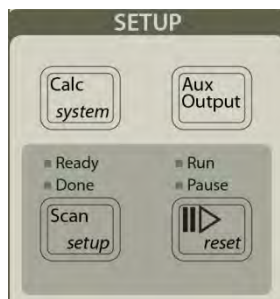 SETUP
Calc
system
Aux
Output
Ready
Done
Run
Pause
Scan
setup
reset